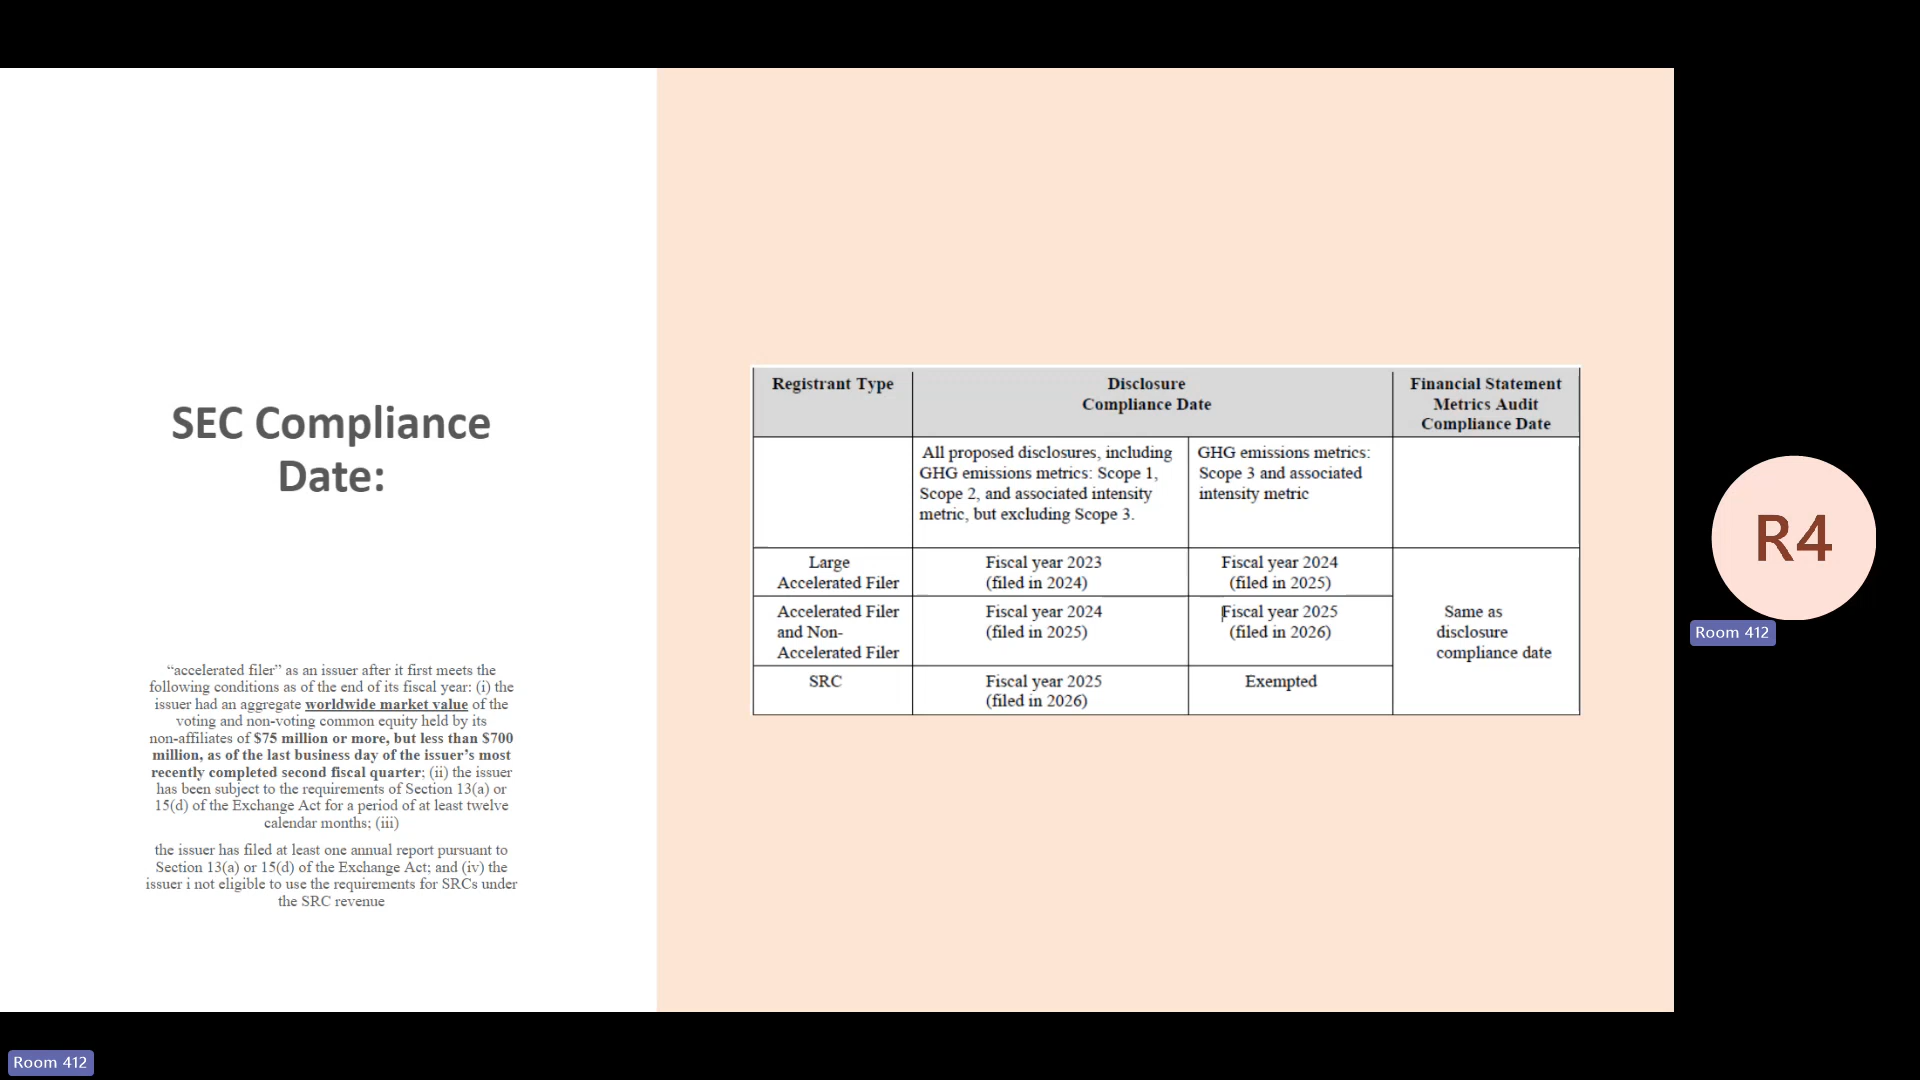 SEC Compliance
Date:
“accelerated filer” as an issuer after it first meets the
following conditions as of the end of its fiscal year: (i) the
issuer had an aggregate worldwide market value of the
voting and non-voting common equity held by its
non-affiliates of $75 million or more, but less than $700
million, as of the last business day of the issuer’s most
recently completed second fiscal quarter; (ii) the issuer
has been subject to the requirements of Section 13(a) or
15(d) of the Exchange Act for a period of at least twelve
calendar months; (iii)
the issuer has filed at least one annual report pursuant to
Section 13(a) or 15(d) of the Exchange Act; and (iv) the
issuer i not eligible to use the requirements for SRCs under
the SRC revenue
Registrant Type
Disclosure
Compliance Date
Financial Statement
Metrics Audit
Compliance Date
All proposed disclosures, including
GHG emissions metrics: Scope 1,
Scope 2, and associated intensity
metric, but excluding Scope 3.
GHG emissions metrics:
Scope 3 and associated
intensity metric
Large
Accelerated Filer
Fiscal year 2023
(filed in 2024)
Fiscal year 2024
(filed in 2025)
Accelerated Filer
and Non-
Accelerated Filer
Fiscal year 2024
(filed in 2025)
Fiscal year 2025
(filed in 2026)
Same as
disclosure
compliance date
SRC
Fiscal year 2025
(filed in 2026)
Exempted
R4
Room 412
Room 412